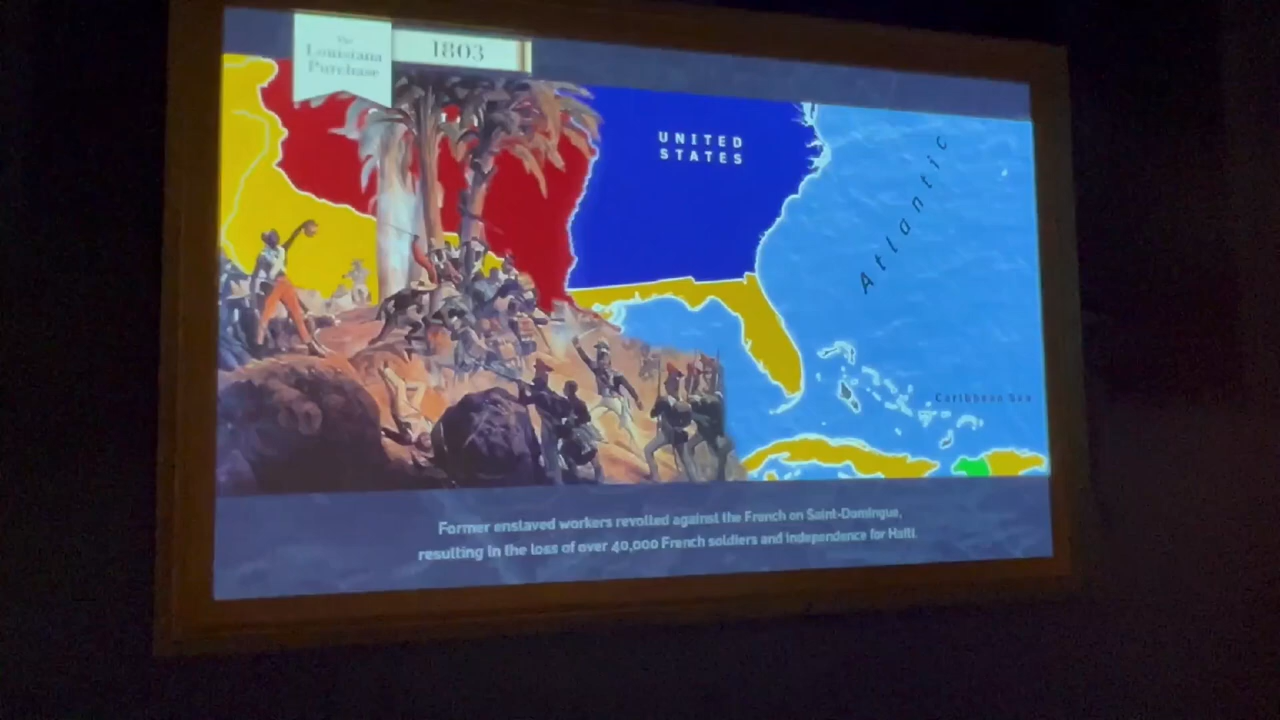 The
Louisiana
Purchase
1803
UNITED
STATES
Atlantic
Caribbean Sea
Former enslaved workers revolted against the French on Saint-Domingue,
resulting in the loss of over 40,000 French soldiers and independence for Haiti.